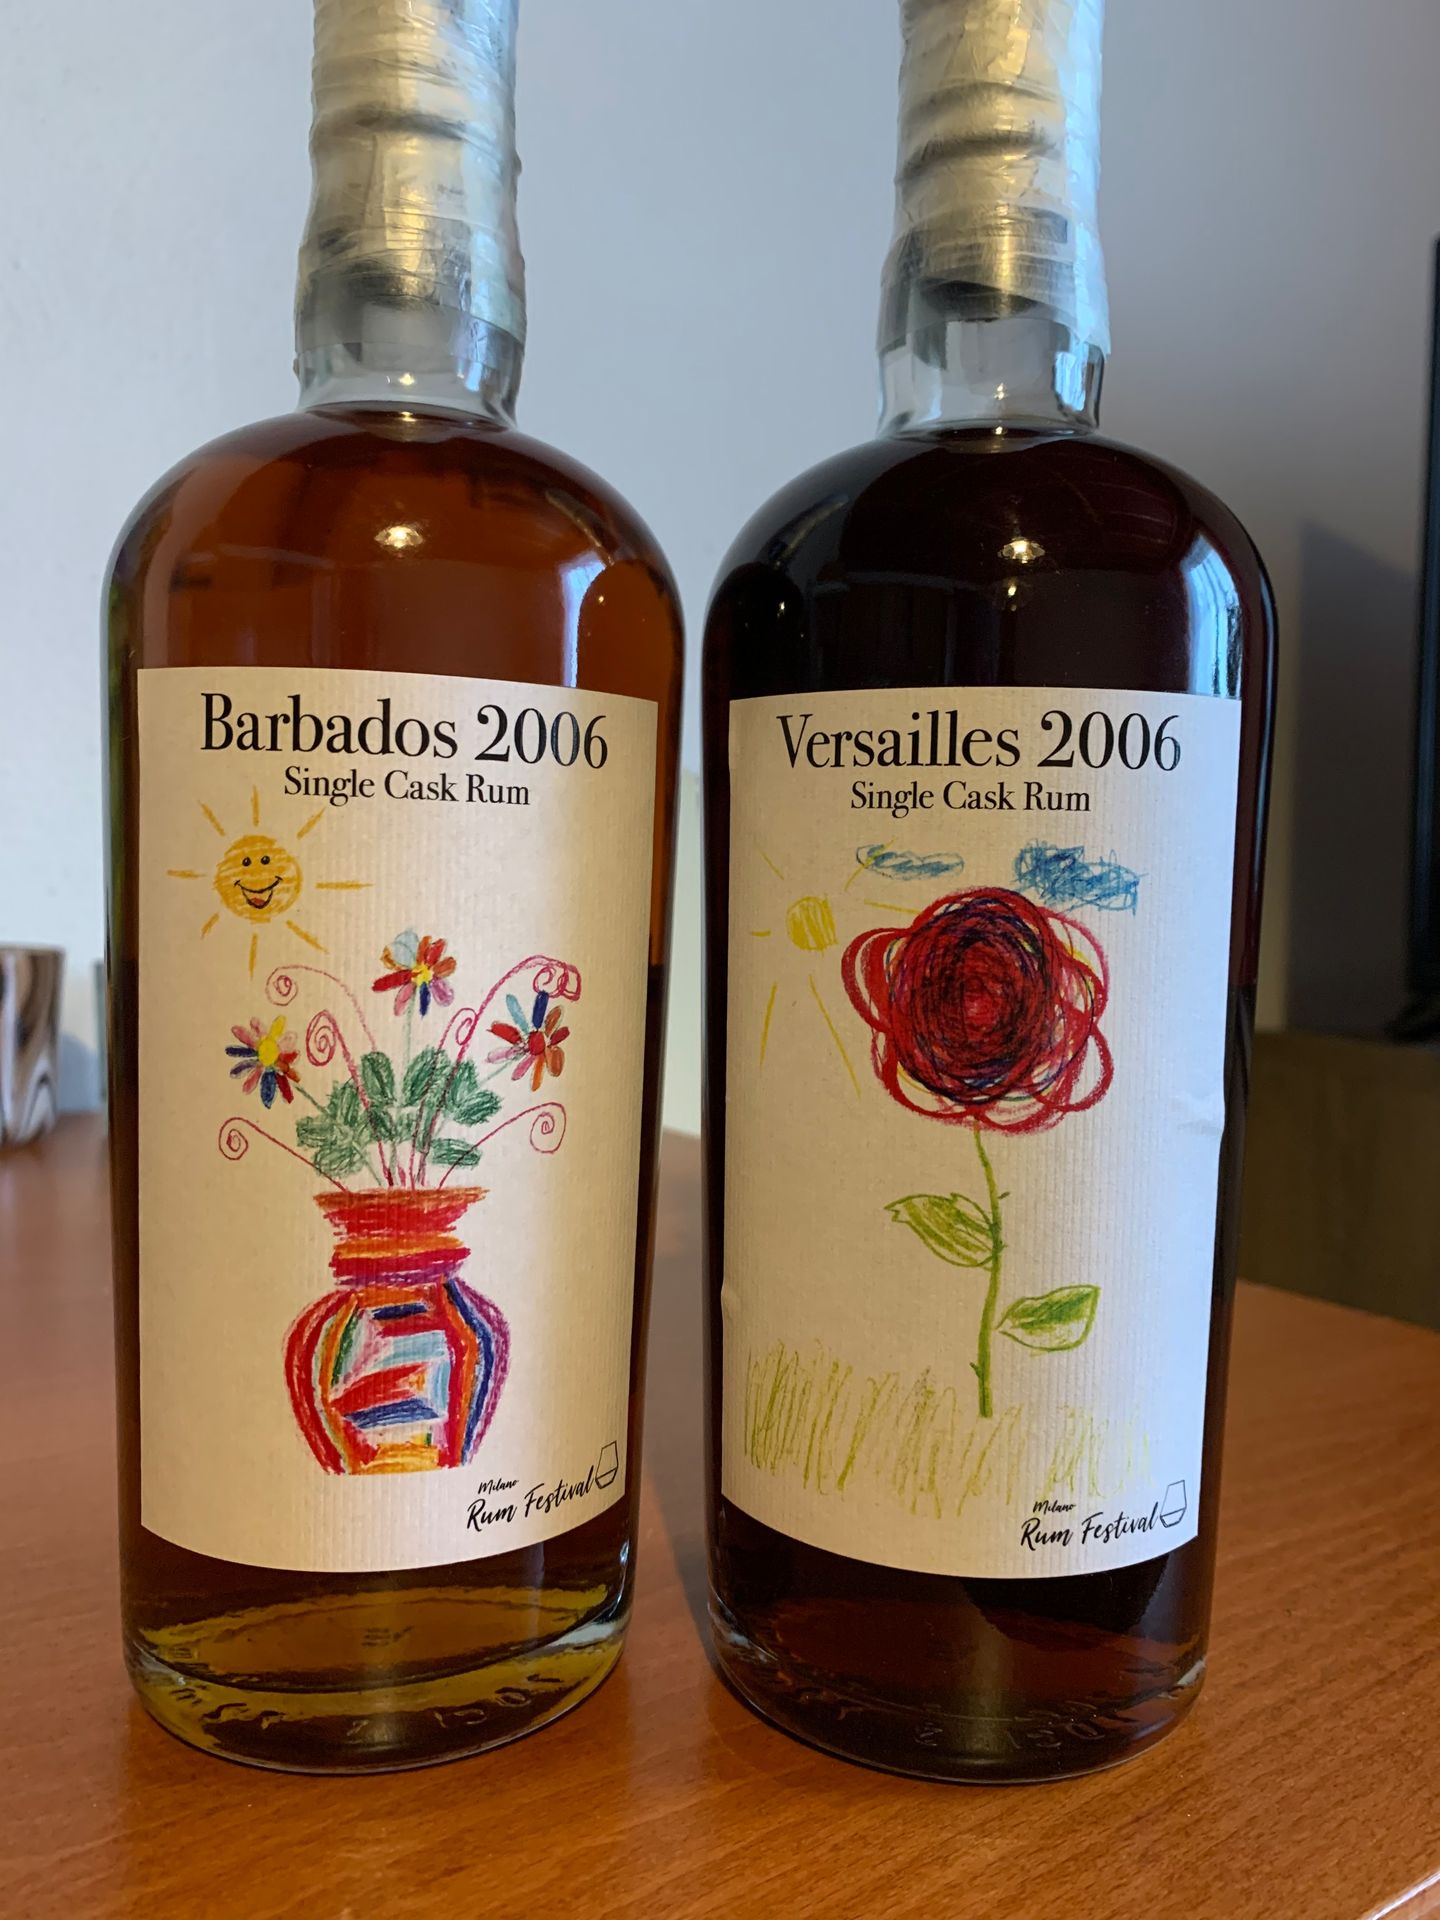 Barbados 2006
Single Cask Rum
Milano
Rum Festival
Versailles 2006
Single Cask Rum
Milano
Rum Festival